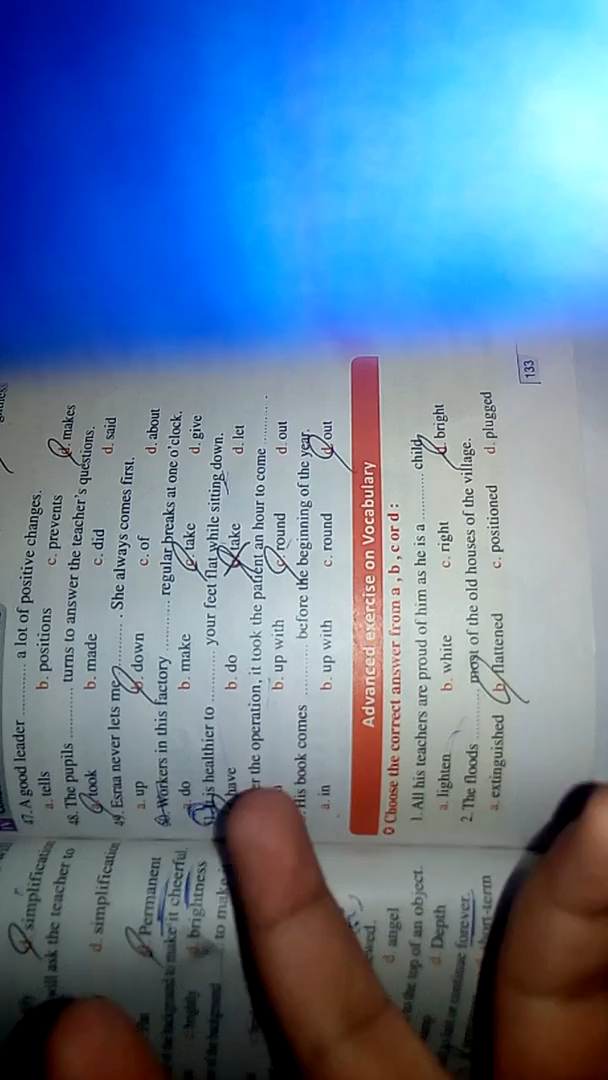 47. A good leader .......... a lot of positive changes.
a. tells b. positions c. prevents d. makes
48. The pupils .......... turns to answer the teacher's questions.
a. took b. made c. did d. said
49. Esraa never lets me .......... . She always comes first.
a. up b. down c. of d. about
50. Workers in this factory .......... regular breaks at one o'clock.
a. do b. make c. take d. give
is healthier to .......... your feet flat while sitting down.
have b. do c. take d. let
er the operation, it took the patient an hour to come .......... .
b. up with c. round d. out
. His book comes .......... before the beginning of the year.
a. in b. up with c. round d. out
Advanced exercise on Vocabulary
Choose the correct answer from a, b, c or d :
1. All his teachers are proud of him as he is a .......... child.
a. lighten b. white c. right d. bright
2. The floods .......... most of the old houses of the village.
a. extinguished b. flattened c. positioned d. plugged
133
simplification
will ask the teacher to
d. simplification
Permanent
to make it cheerful.
d. brightness
to make
d. angel
to the top of an object.
d. Depth
or continue forever.
short-term